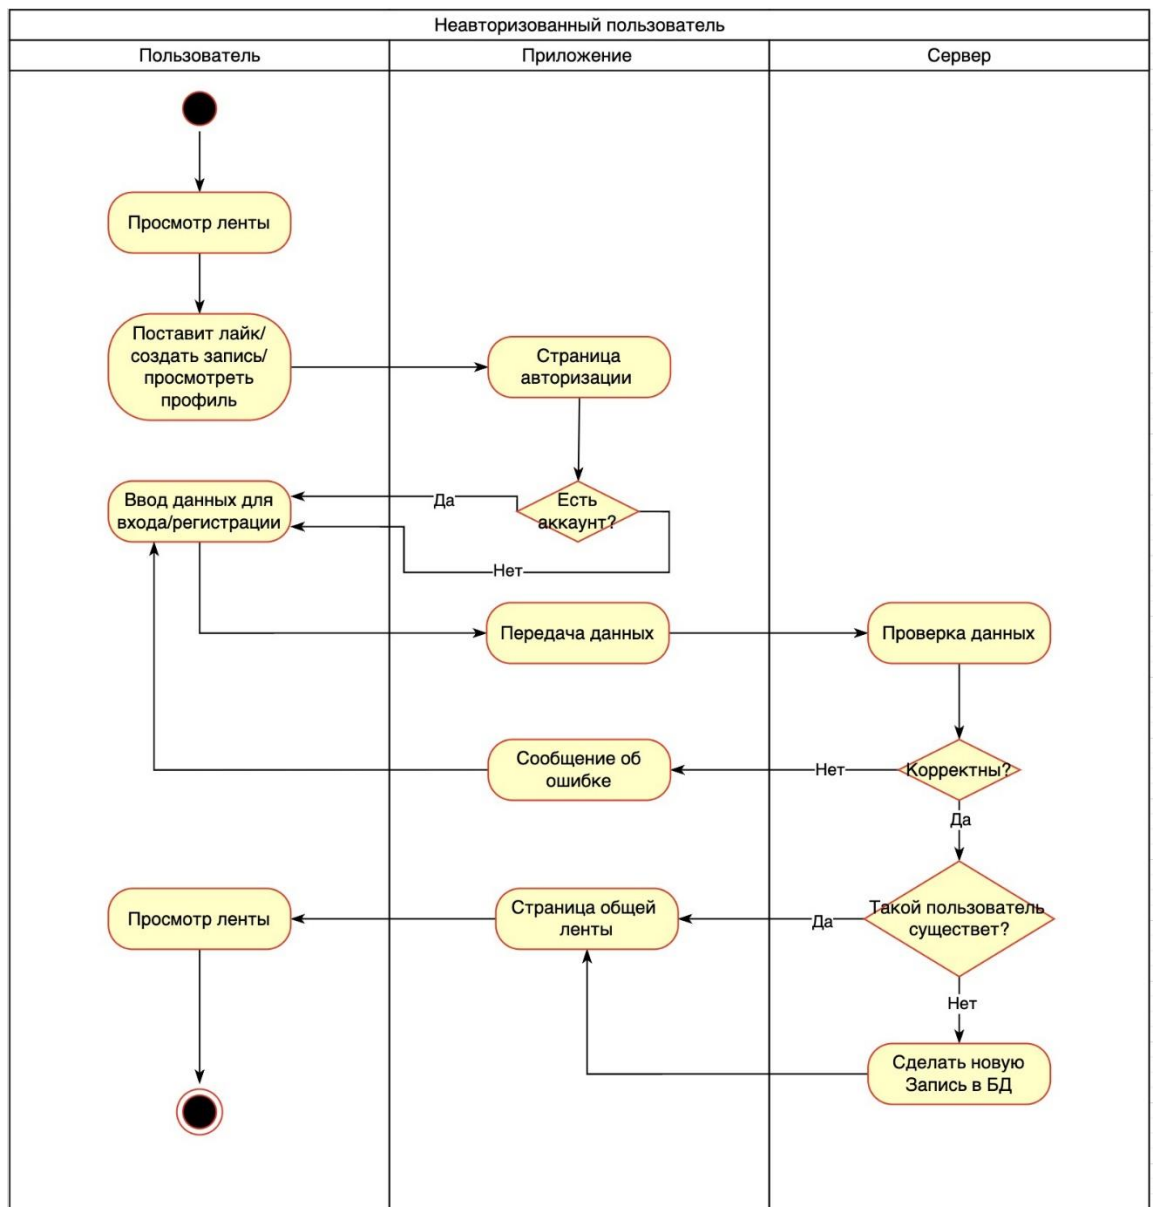 Неавторизованный пользователь
Пользователь
Приложение
Сервер
Просмотр ленты
Поставит лайк/
создать запись/
просмотреть
профиль
Страница
авторизации
Ввод данных для
входа/регистрации
Да
Есть
аккаунт?
Нет
Передача данных
Проверка данных
Сообщение об
ошибке
Нет
Корректны?
Да
Просмотр ленты
Страница общей
ленты
Да
Такой пользователь
существет?
Нет
Сделать новую
Запись в БД